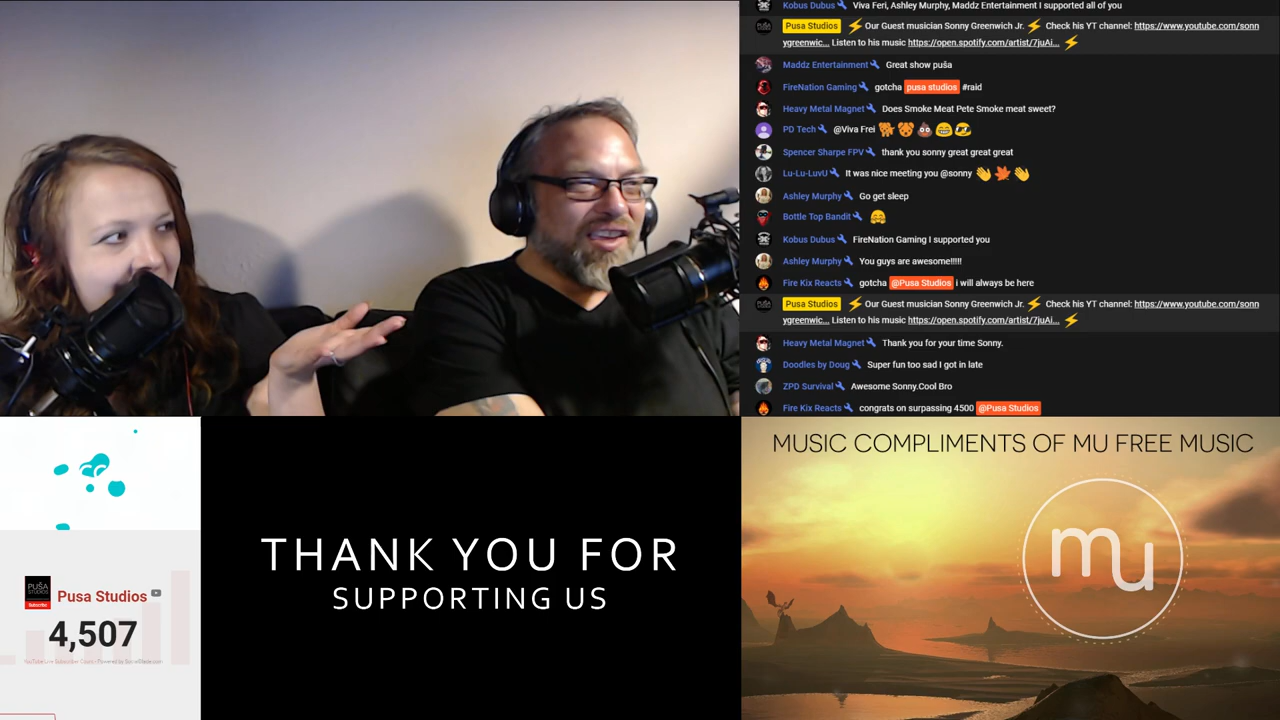 Kobus Dubus Viva Feri, Ashley Murphy, Maddz Entertainment I supported all of you
Pusa Studios Our Guest musician Sonny Greenwich Jr. Check his YT channel: https://www.youtube.com/sonn
ygreenwic... Listen to his music https://open.spotify.com/artist/7juAi...
Maddz Entertainment Great show puša
FireNation Gaming gotcha pusa studios #raid
Heavy Metal Magnet Does Smoke Meat Pete Smoke meat sweet?
PD Tech @Viva Frei 🐕🐻💩😁😎
Spencer Sharpe FPV thank you sonny great great great
Lu-Lu-LuvU It was nice meeting you @sonny 👋🍁👋
Ashley Murphy Go get sleep
Bottle Top Bandit 🤗
Kobus Dubus FireNation Gaming I supported you
Ashley Murphy You guys are awesome!!!!!
Fire Kix Reacts gotcha @Pusa Studios i will always be here
Pusa Studios ⚡Our Guest musician Sonny Greenwich Jr. ⚡ Check his YT channel: https://www.youtube.com/sonn
ygreenwic... Listen to his music https://open.spotify.com/artist/7juAi... ⚡
Heavy Metal Magnet Thank you for your time Sonny.
Doodles by Doug Super fun too sad I got in late
ZPD Survival Awesome Sonny.Cool Bro
Fire Kix Reacts congrats on surpassing 4500 @Pusa Studios
PUŠA
STUDIOS
Subscribe
Pusa Studios
4,507
YouTube Live Subscriber Count - Powered by SocialBlade.com
THANK YOU FOR
SUPPORTING US
MUSIC COMPLIMENTS OF MU FREE MUSIC
mu